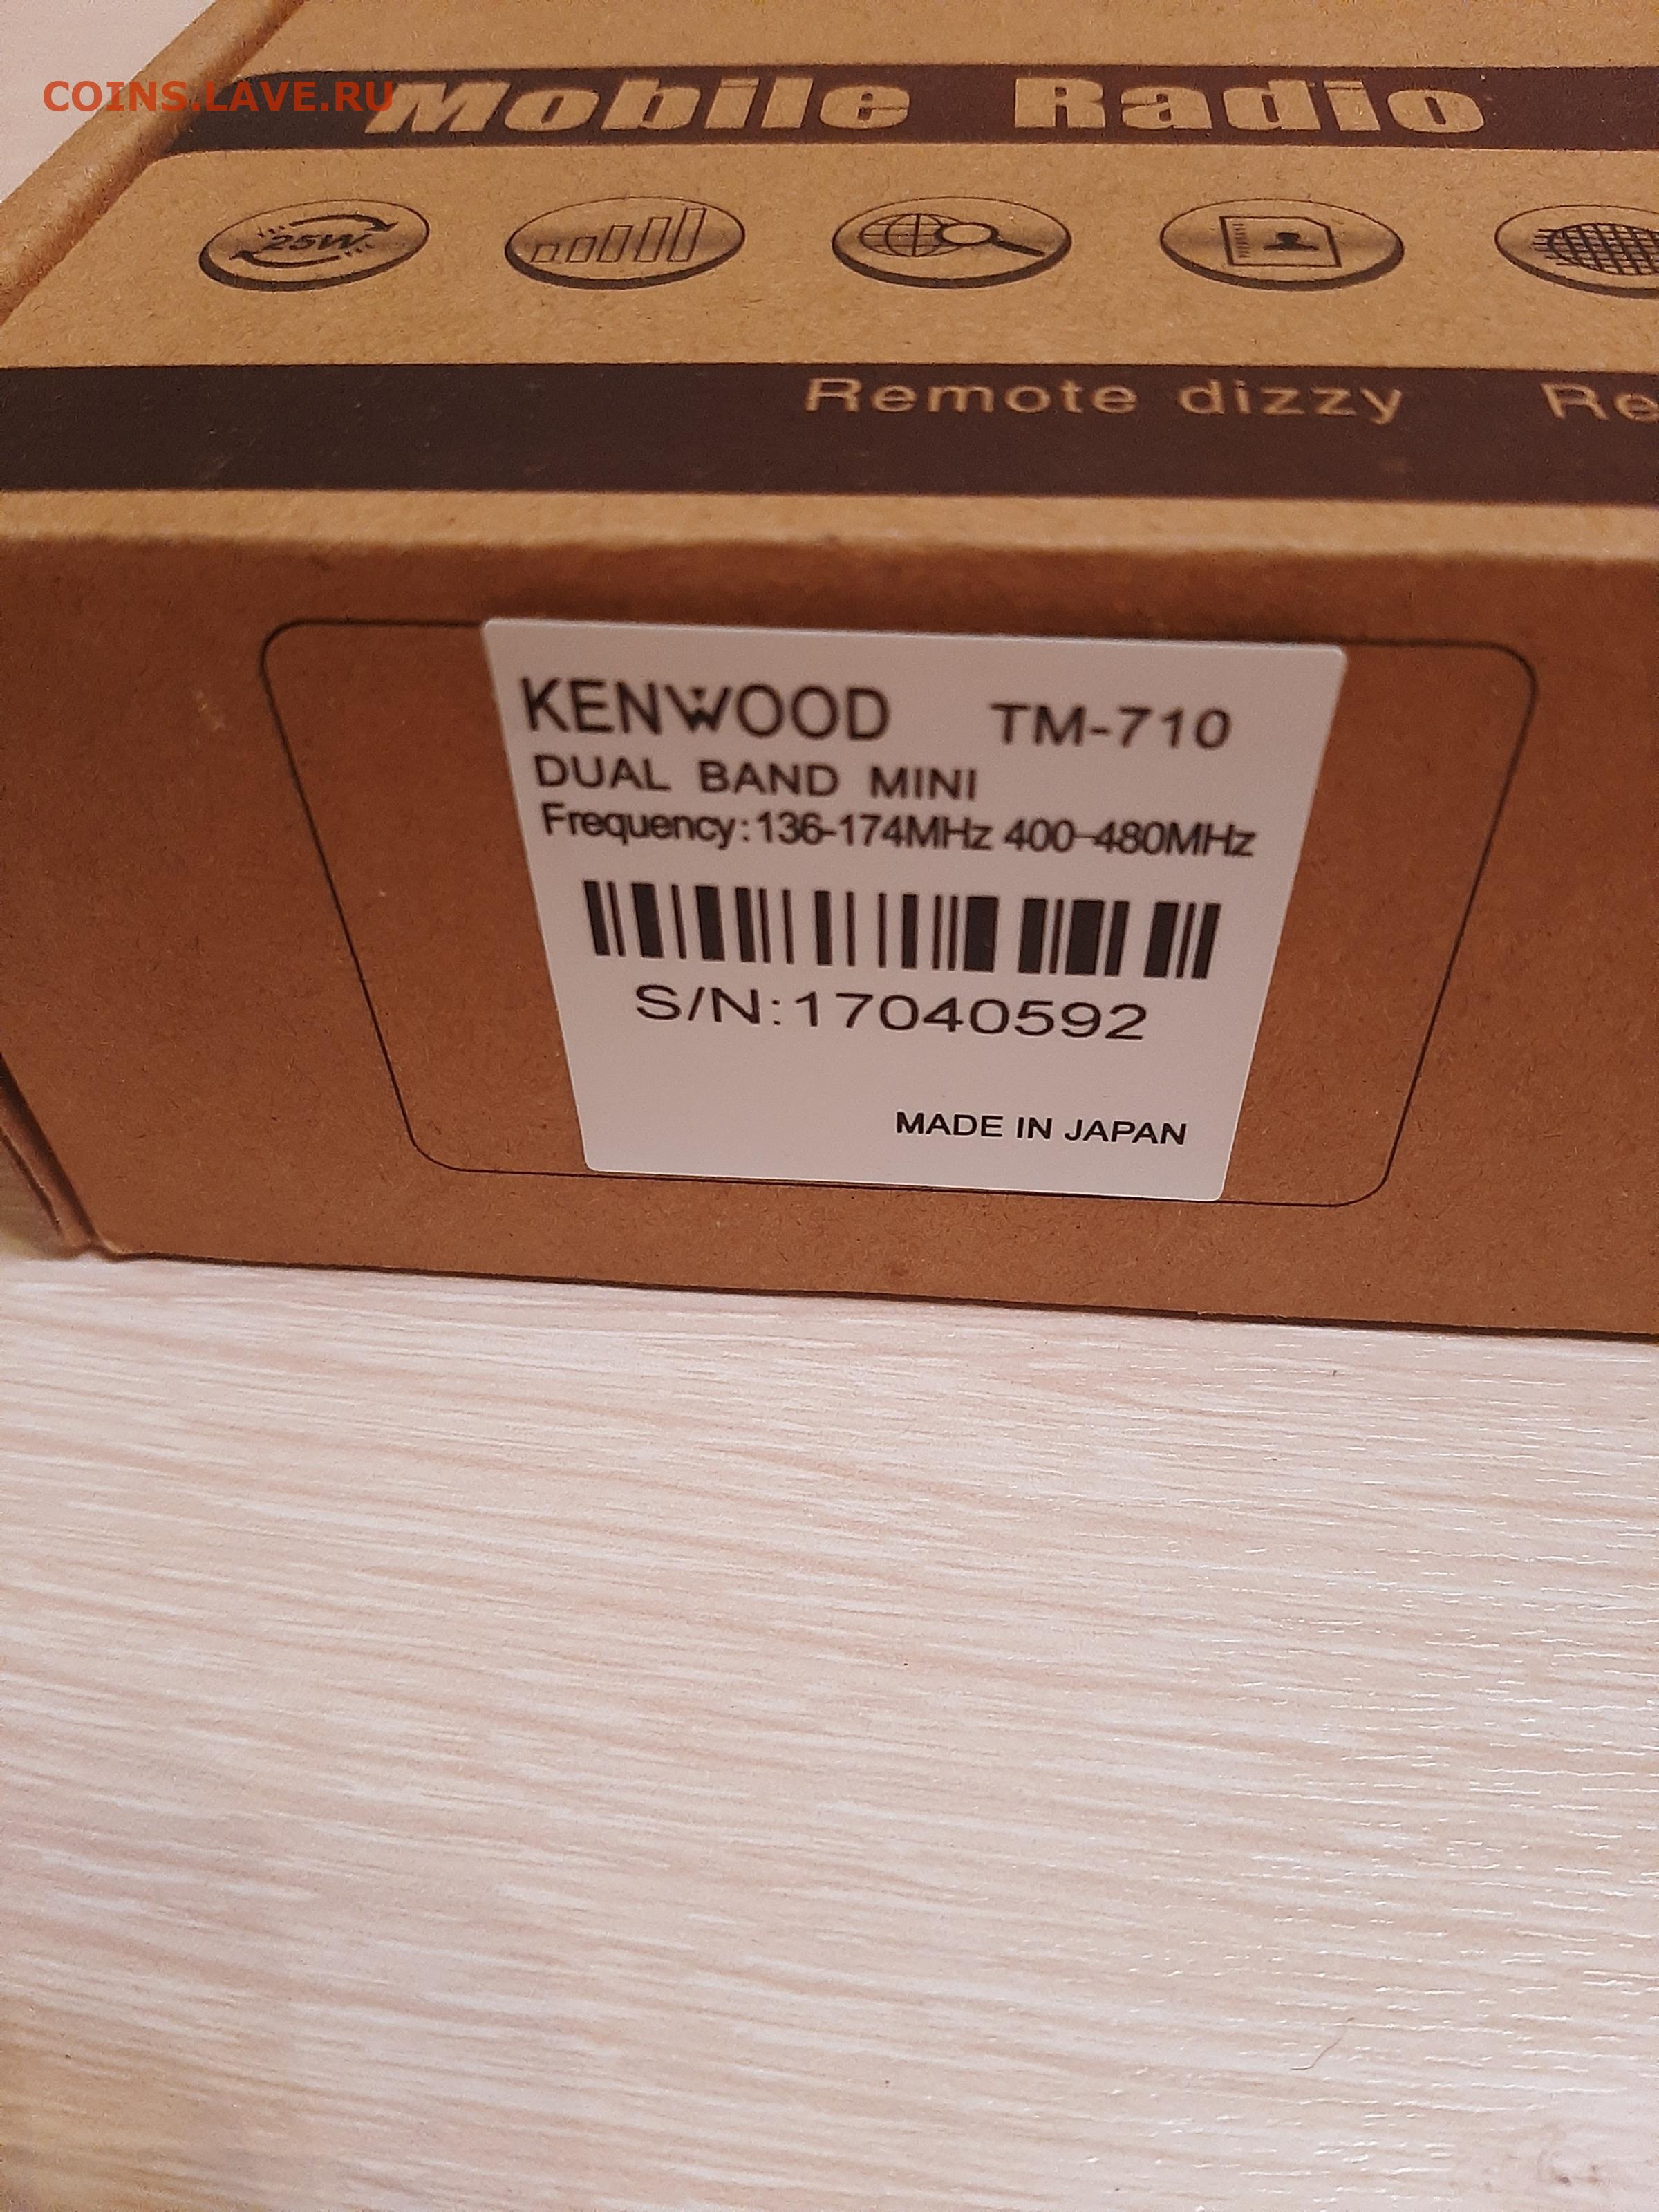 COINS.LAVE.RU
Mobile Radio
25W
Remote dizzy Re
KENWOOD TM-710
DUAL BAND MINI
Frequency:136-174MHz 400-480MHz
S/N:17040592
MADE IN JAPAN